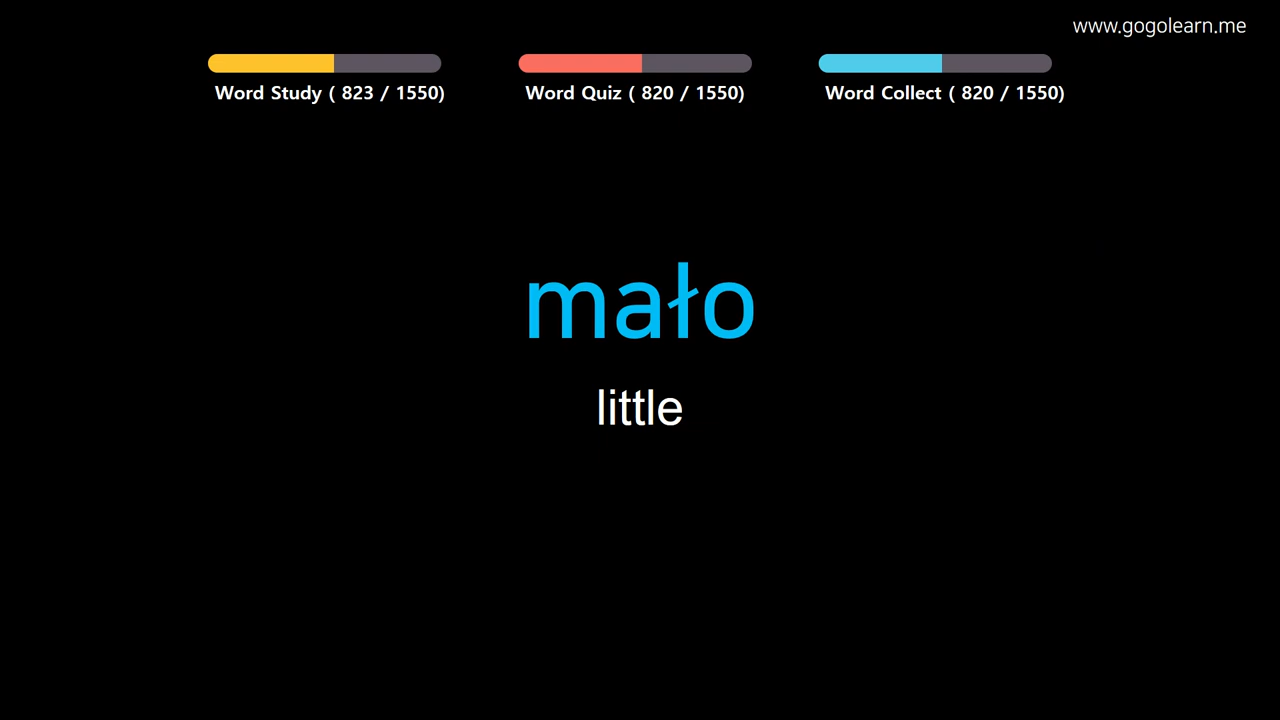 www.gogolearn.me
Word Study ( 823 / 1550)
Word Quiz ( 820 / 1550)
Word Collect ( 820 / 1550)
mało
little